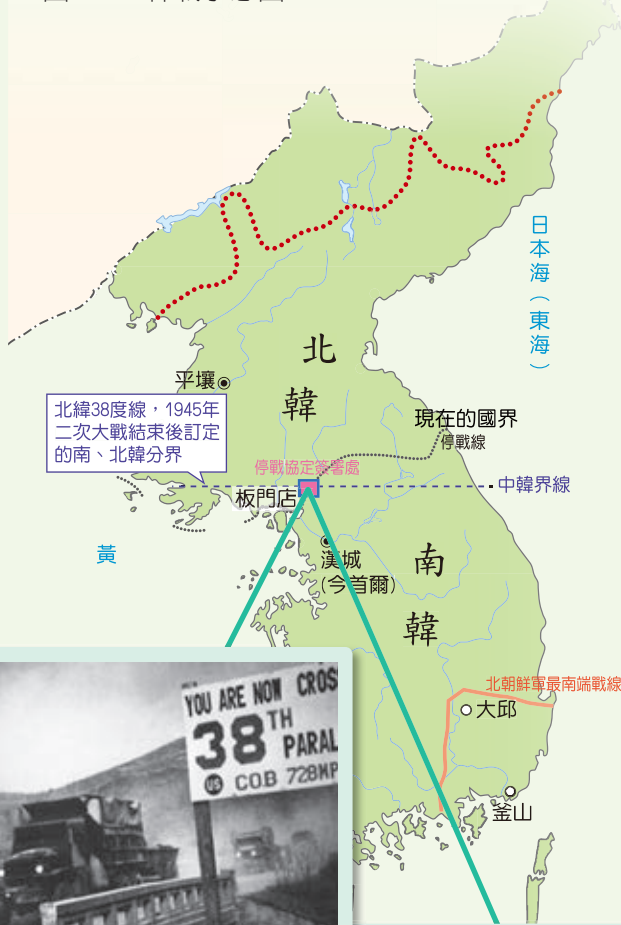 日本海（東海）
北韓
平壤
北緯38度線，1945年
二次大戰結束後訂定
的南、北韓分界
現在的國界
停戰線
停戰協定簽署處
板門店
中韓界線
黃
漢城
(今首爾)
南韓
北朝鮮軍最南端戰線
大邱
釜山
YOU ARE NOW CROS
38TH
PARAL
US COB 728MP